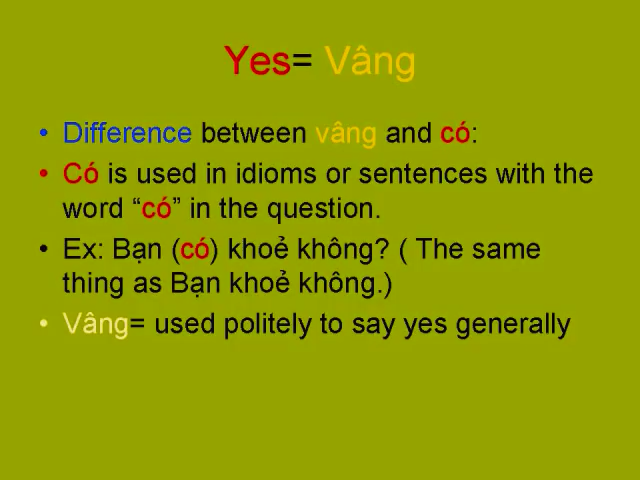 Yes= Vâng
• Difference between vâng and có:
• Có is used in idioms or sentences with the
word “có” in the question.
• Ex: Bạn (có) khoẻ không? ( The same
thing as Bạn khoẻ không.)
• Vâng= used politely to say yes generally